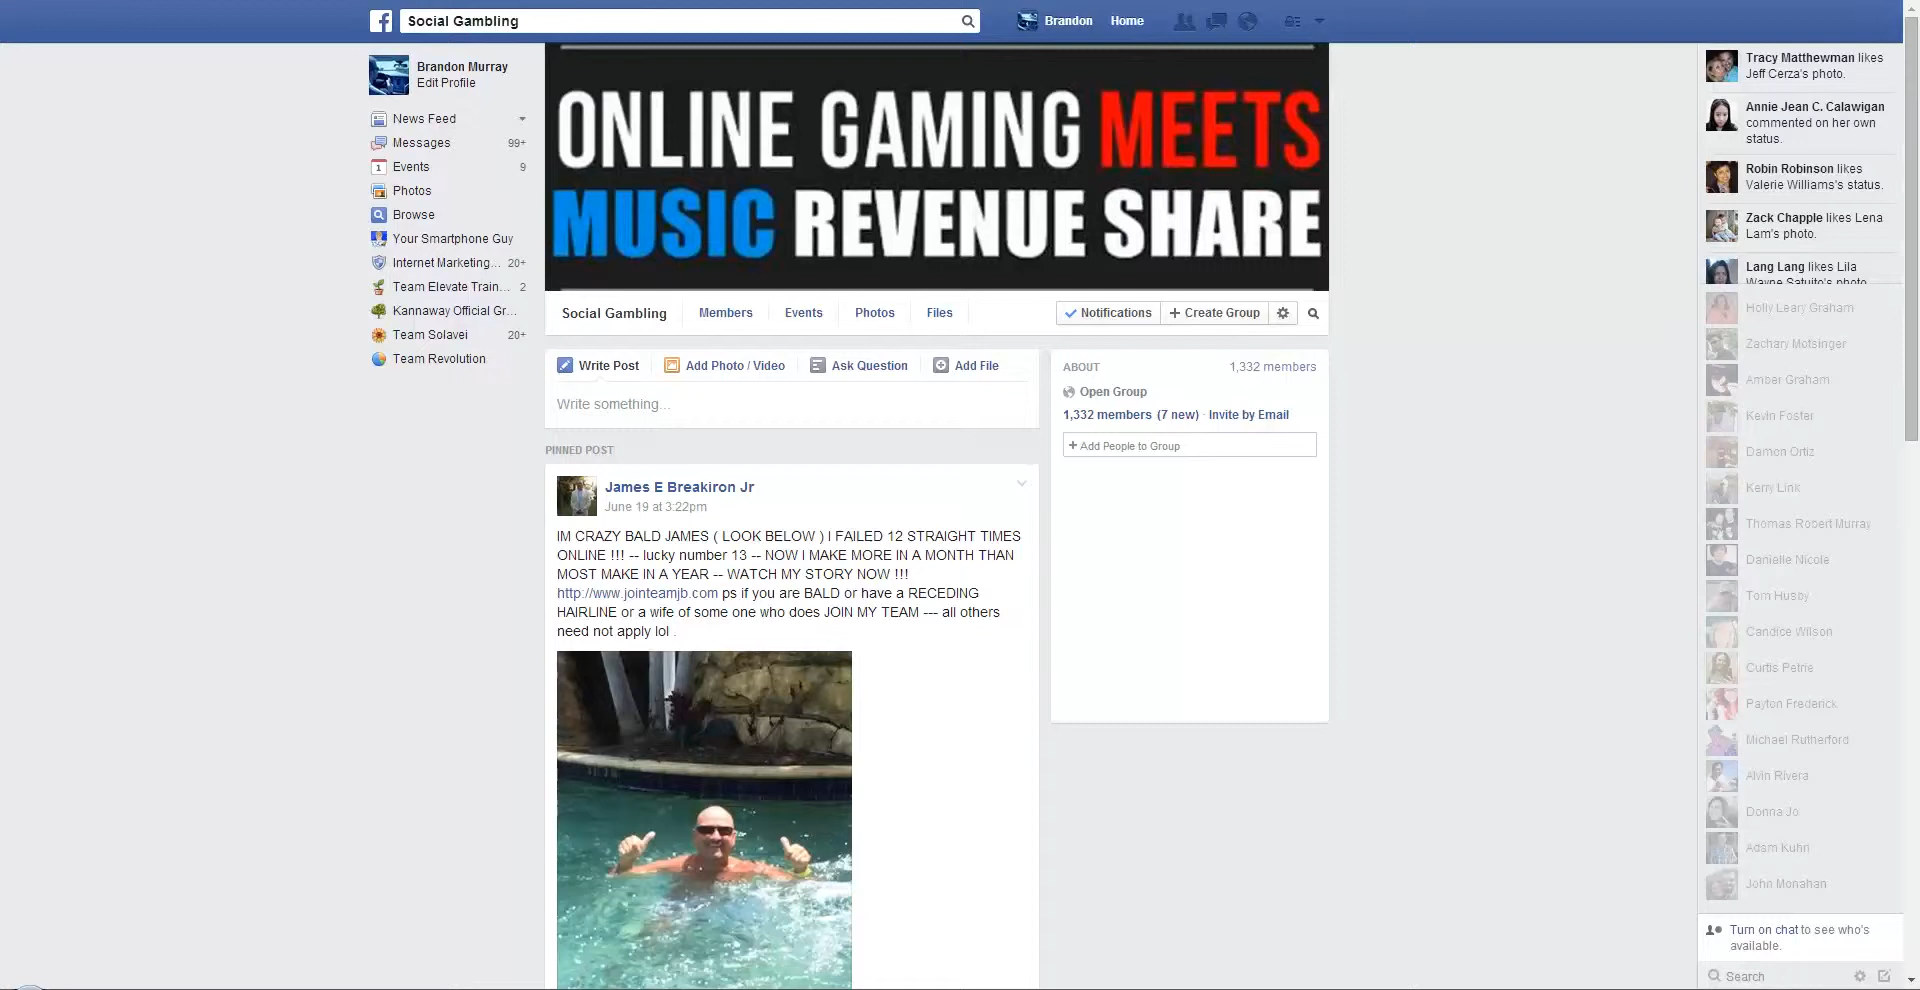 Social Gambling
Brandon
Home
Brandon Murray
Edit Profile
News Feed
Messages 99+
Events 9
Photos
Browse
Your Smartphone Guy
Internet Marketing... 20+
Team Elevate Train... 2
Kannaway Official Gr...
Team Solavei 20+
Team Revolution
ONLINE GAMING MEETS
MUSIC REVENUE SHARE
Social Gambling Members Events Photos Files
Notifications + Create Group
Write Post Add Photo / Video Ask Question Add File
Write something...
PINNED POST
James E Breakiron Jr
June 19 at 3:22pm
IM CRAZY BALD JAMES ( LOOK BELOW ) I FAILED 12 STRAIGHT TIMES
ONLINE !!! -- lucky number 13 -- NOW I MAKE MORE IN A MONTH THAN
MOST MAKE IN A YEAR -- WATCH MY STORY NOW !!!
http://www.jointeamjb.com ps if you are BALD or have a RECEDING
HAIRLINE or a wife of some one who does JOIN MY TEAM --- all others
need not apply lol .
ABOUT 1,332 members
Open Group
1,332 members (7 new) · Invite by Email
+ Add People to Group
Tracy Matthewman likes
Jeff Cerza's photo.
Annie Jean C. Calawigan
commented on her own
status.
Robin Robinson likes
Valerie Williams's status.
Zack Chapple likes Lena
Lam's photo.
Lang Lang likes Lila
Wayne Satuito's photo
Holly Leary Graham
Zachary Motsinger
Amber Graham
Kevin Foster
Damon Ortiz
Kerry Link
Thomas Robert Murray
Danielle Nicole
Tom Husby
Candice Wilson
Curtis Petrie
Payton Frederick
Michael Rutherford
Alvin Rivera
Donna Jo
Adam Kuhn
John Monahan
Turn on chat to see who's
available.
Search